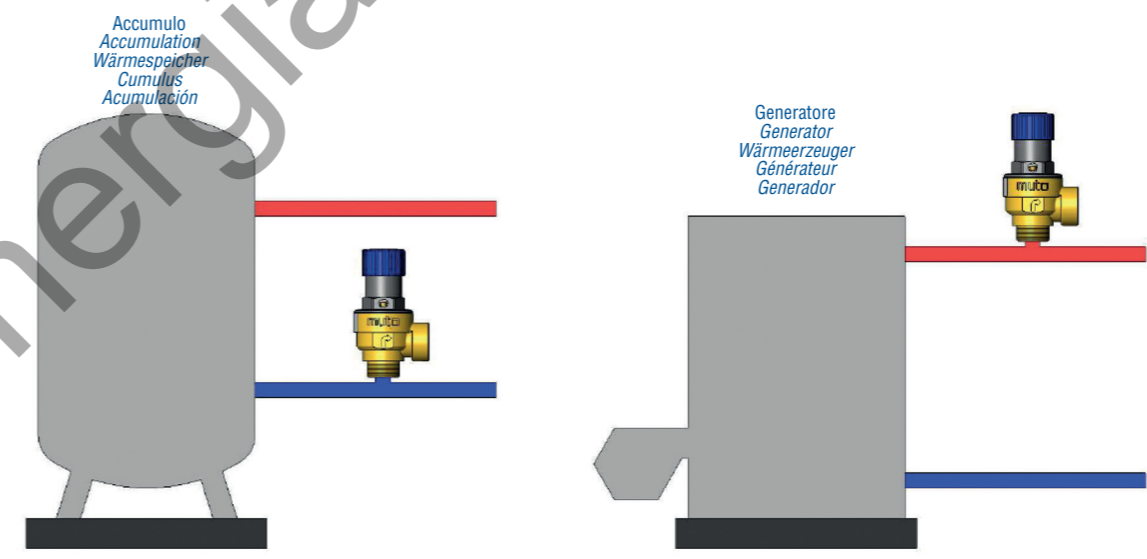 Accumulo
Accumulation
Wärmespeicher
Cumulus
Acumulación
Generatore
Generator
Wärmeerzeuger
Générateur
Generador
muto
muto